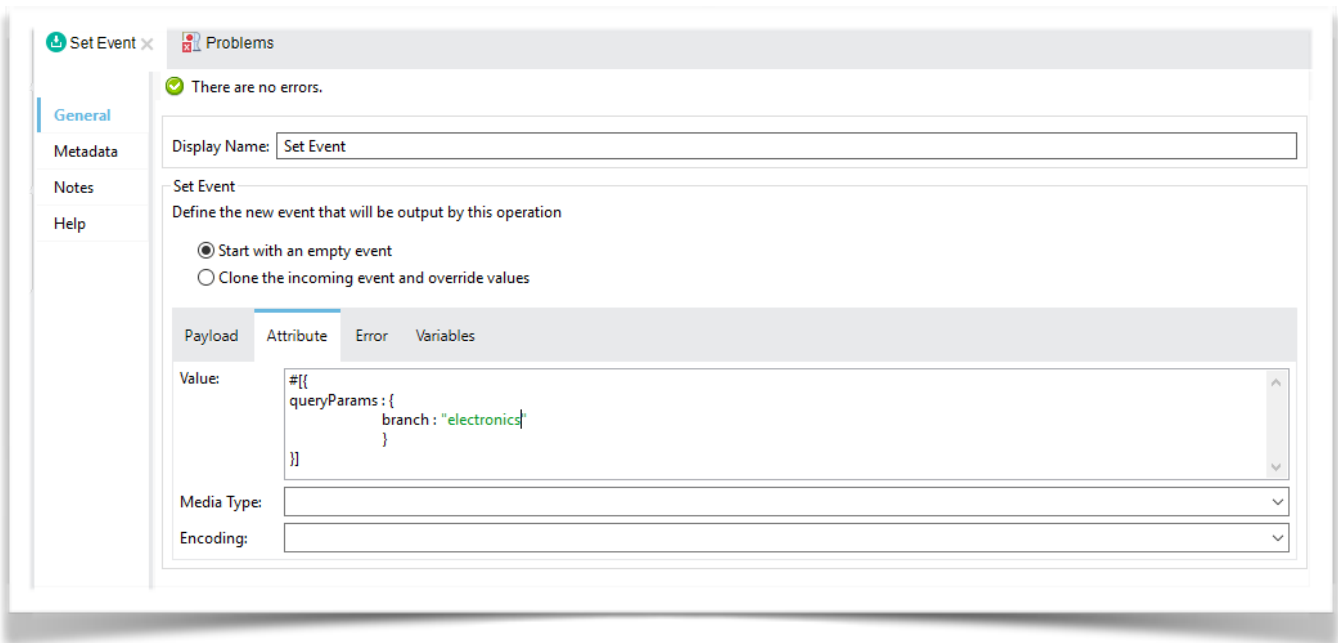 Set Event
Problems
There are no errors.
General
Metadata
Notes
Help
Display Name: Set Event
Set Event
Define the new event that will be output by this operation
Start with an empty event
Clone the incoming event and override values
Payload Attribute Error Variables
Value:
#[{
queryParams : {
branch : "electronics"
}
}]
Media Type:
Encoding: